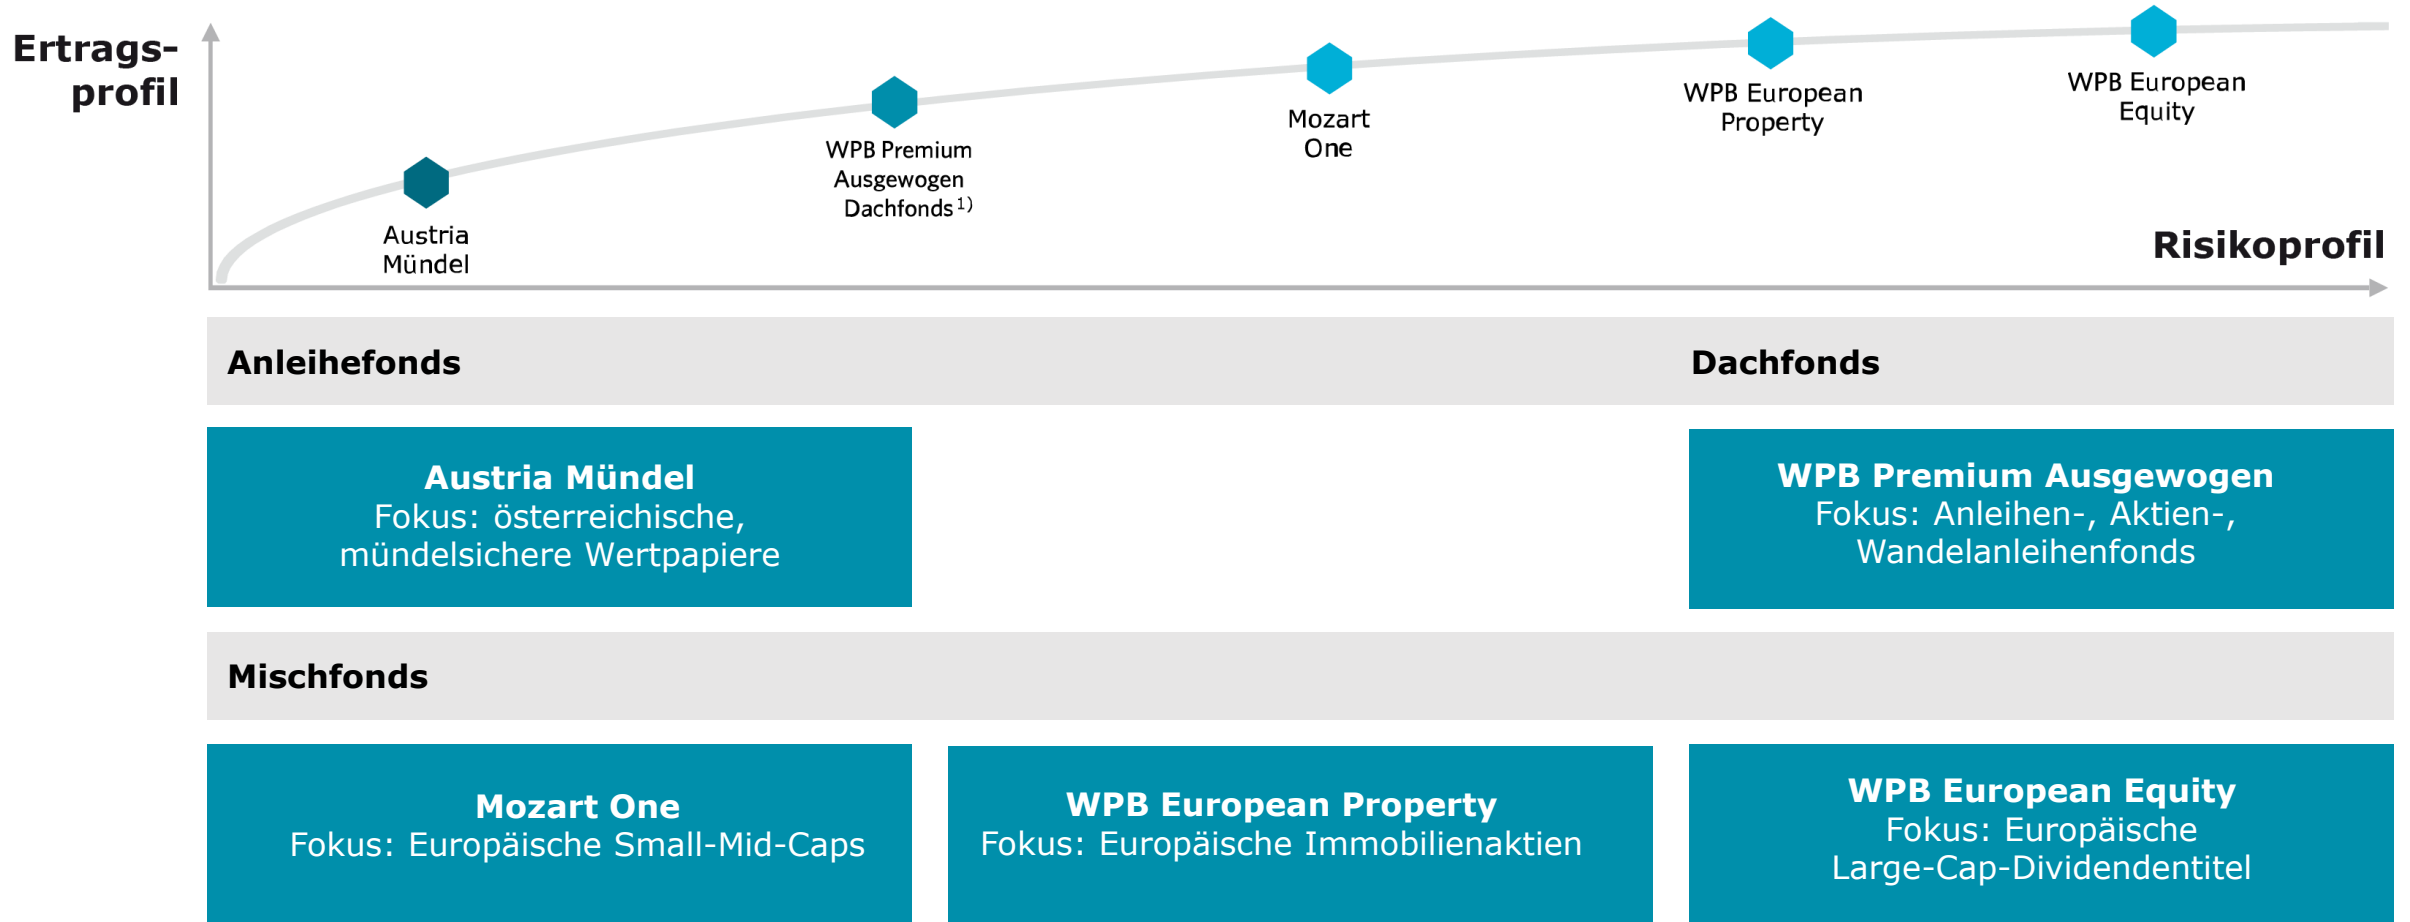 Ertrags-
profil
Austria
Mündel
WPB Premium
Ausgewogen
Dachfonds1)
Mozart
One
WPB European
Property
WPB European
Equity
Risikoprofil
Anleihefonds
Dachfonds
Austria Mündel
Fokus: österreichische,
mündelsichere Wertpapiere
WPB Premium Ausgewogen
Fokus: Anleihen-, Aktien-,
Wandelanleihenfonds
Mischfonds
Mozart One
Fokus: Europäische Small-Mid-Caps
WPB European Property
Fokus: Europäische Immobilienaktien
WPB European Equity
Fokus: Europäische
Large-Cap-Dividendentitel